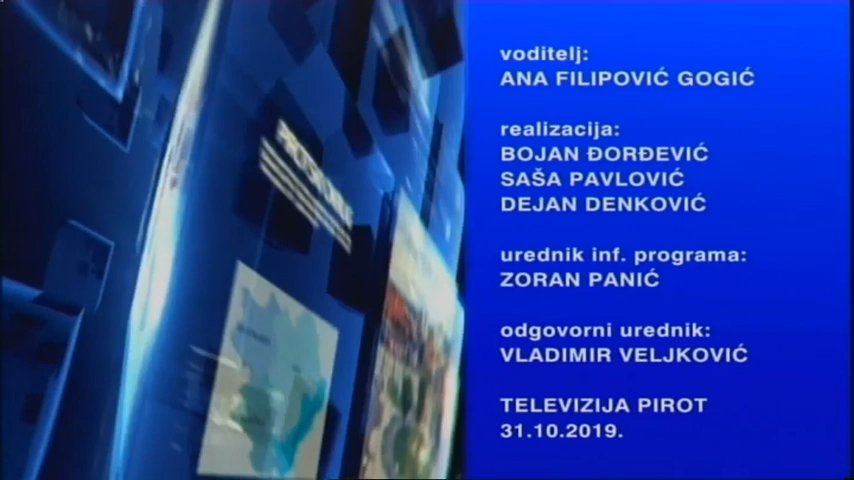 voditelj:
ANA FILIPOVIĆ GOGIĆ
realizacija:
BOJAN ĐORĐEVIĆ
SAŠA PAVLOVIĆ
DEJAN DENKOVIĆ
urednik inf. programa:
ZORAN PANIĆ
odgovorni urednik:
VLADIMIR VELJKOVIĆ
TELEVIZIJA PIROT
31.10.2019.